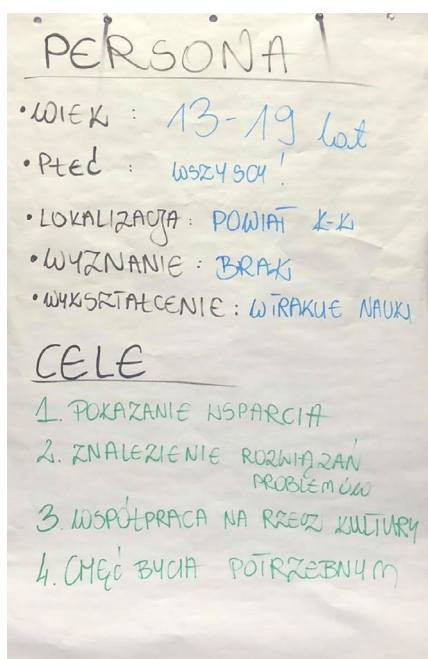 PERSONA
• WIEK : 13-19 lat
• PŁEĆ : WSZYSCY!
• LOKALIZACJA: POWIAT K-K
• WYZNANIE: BRAK
• WYKSZTAŁCENIE: W TRAKCIE NAUKI
CELE
1. POKAZANIE WSPARCIA
2. ZNALEZIENIE ROZWIĄZAŃ
PROBLEMÓW
3. WSPÓŁPRACA NA RZECZ KULTURY
4. CHĘĆ BYCIA POTRZEBNYM